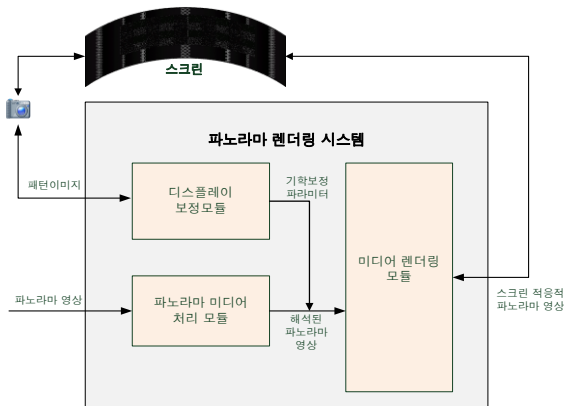 스크린
파노라마 렌더링 시스템
패턴이미지
디스플레이
보정모듈
기학보정
파라미터
미디어 렌더링
모듈
파노라마 영상
파노라마 미디어
처리 모듈
해석된
파노라마
영상
스크린 적응적
파노라마 영상